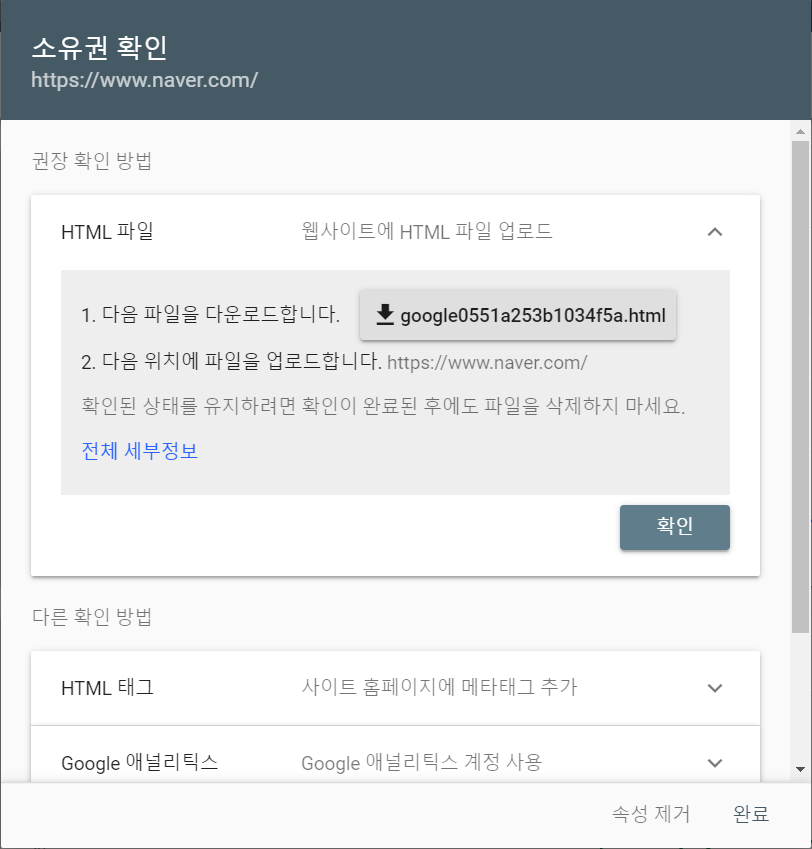 소유권 확인
https://www.naver.com/
권장 확인 방법
HTML 파일 웹사이트에 HTML 파일 업로드
1. 다음 파일을 다운로드합니다. google0551a253b1034f5a.html
2. 다음 위치에 파일을 업로드합니다. https://www.naver.com/
확인된 상태를 유지하려면 확인이 완료된 후에도 파일을 삭제하지 마세요.
전체 세부정보
확인
다른 확인 방법
HTML 태그 사이트 홈페이지에 메타태그 추가
Google 애널리틱스 Google 애널리틱스 계정 사용
속성 제거 완료